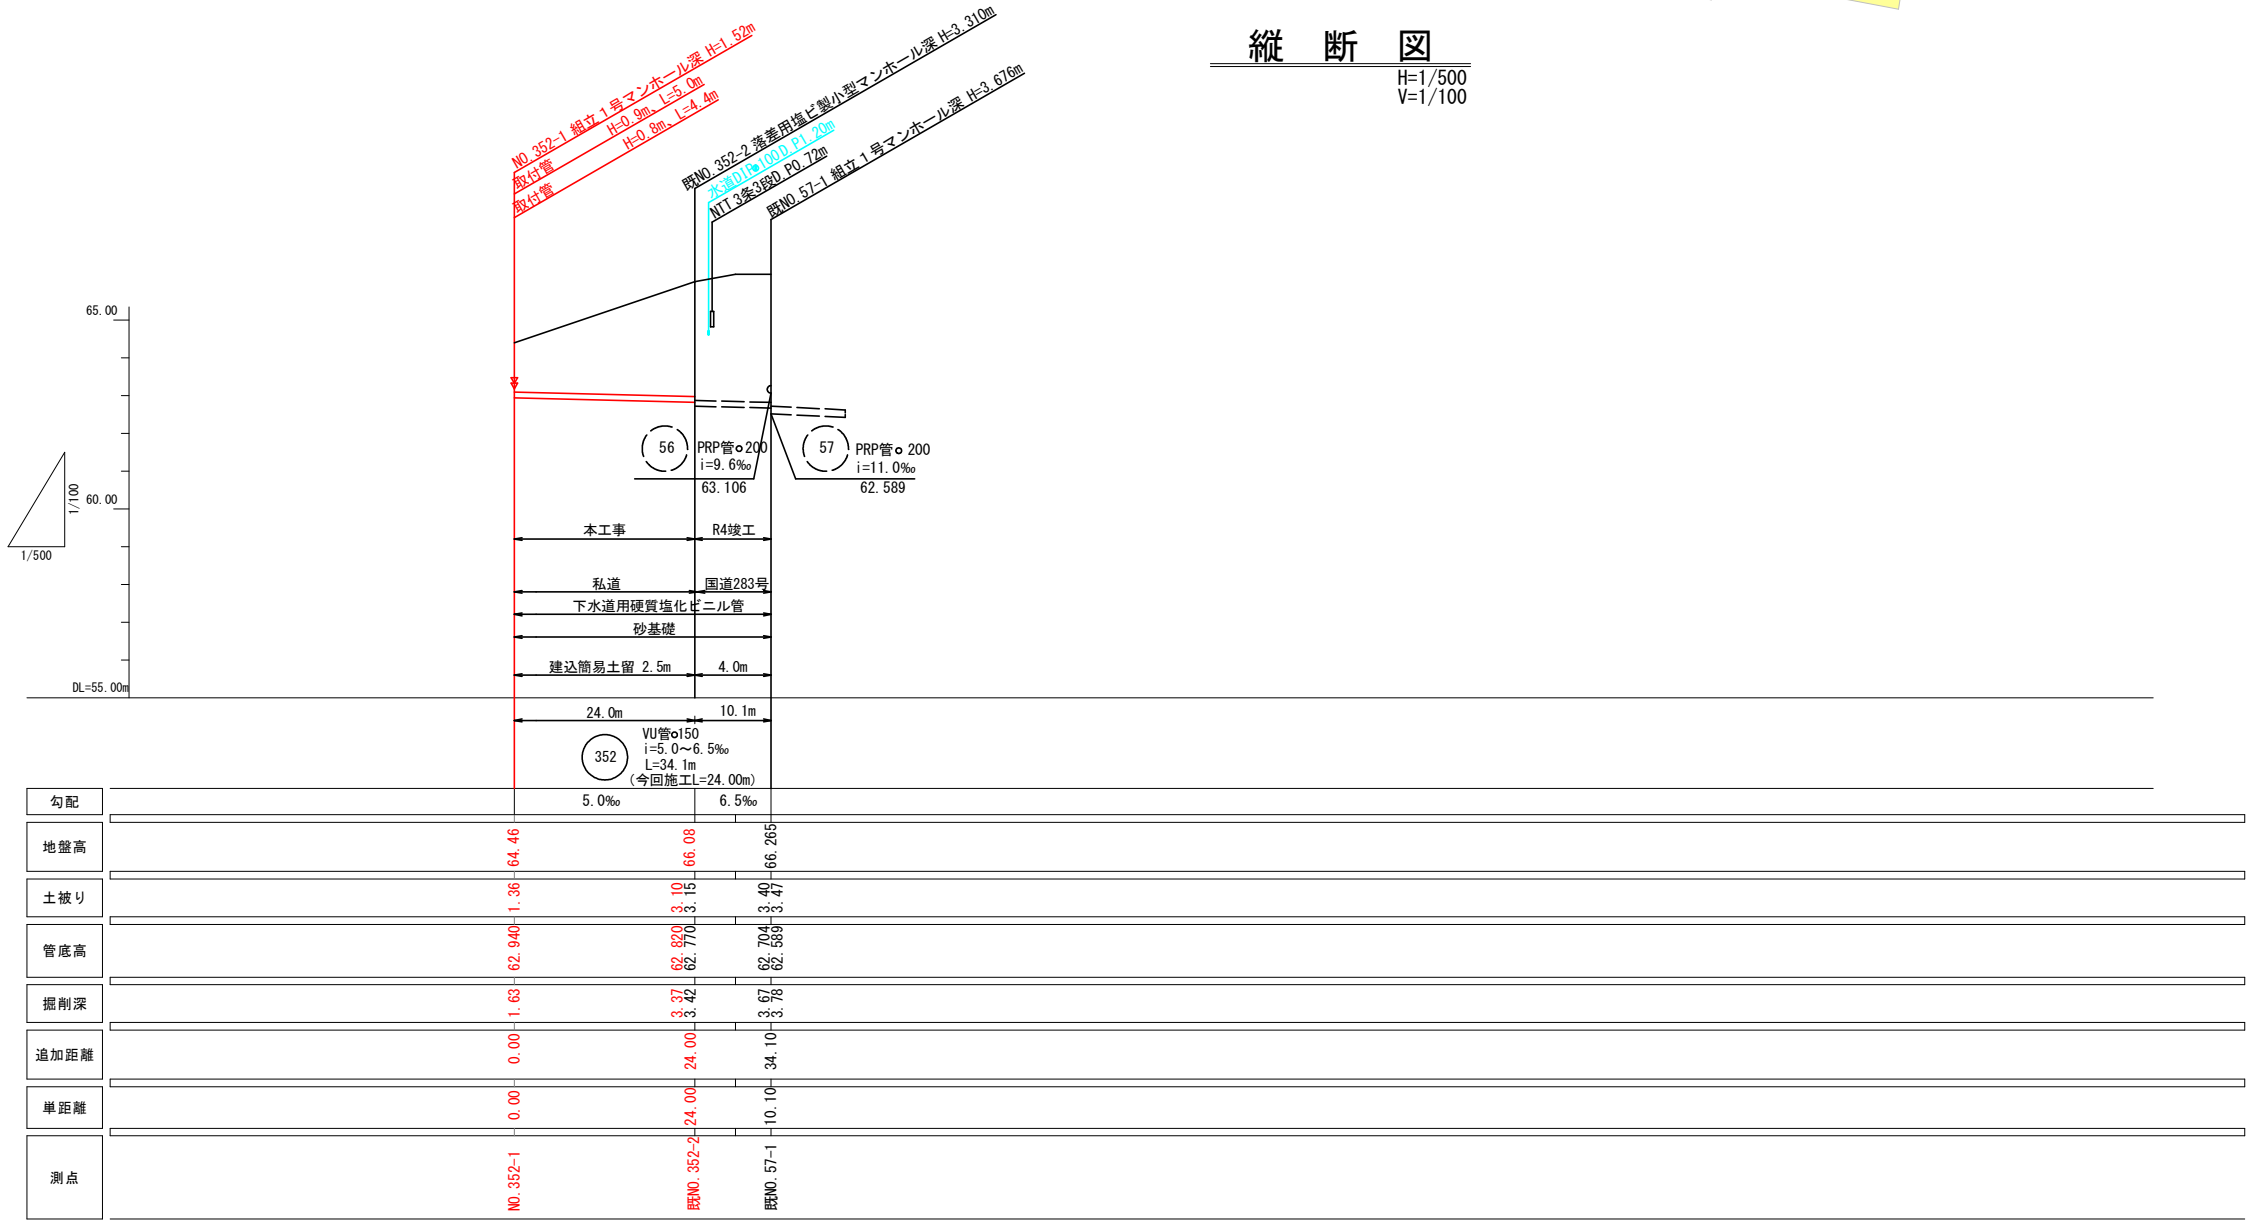 縦断図
H=1/500
V=1/100
NO.352-1 組立1号マンホール深 H=1.52m
取付管 H=0.9m、L=5.0m
取付管 H=0.8m、L=4.4m
既NO.352-2 落差用塩ビ製小型マンホール深 H=3.310m
水道DIPφ100D.P1.20m
NTT 3条3段D.P0.72m
既NO.57-1 組立1号マンホール深 H=3.676m
65.00
60.00
DL=55.00m
1/100
1/500
56
PRP管φ200
i=9.6‰
63.106
57
PRP管φ200
i=11.0‰
62.589
本工事 R4竣工
私道 国道283号
下水道用硬質塩化ビニル管
砂基礎
建込簡易土留 2.5m 4.0m
24.0m 10.1m
352
VU管φ150
i=5.0～6.5‰
L=34.1m
(今回施工L=24.00m)
勾配 5.0‰ 6.5‰
地盤高 64.46 66.08 66.265
土被り 1.36 3.10 3.15 3.40 3.47
管底高 62.940 62.820 62.770 62.704 62.589
掘削深 1.63 3.37 3.42 3.67 3.78
追加距離 0.00 24.00 34.10
単距離 0.00 24.00 10.10
測点 NO.352-1 既NO.352-2 既NO.57-1